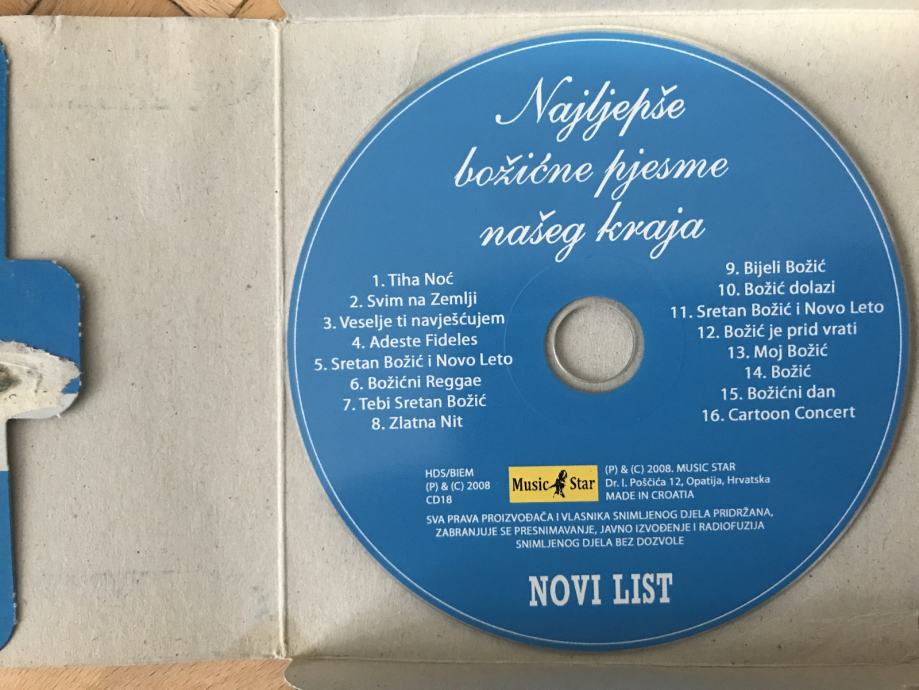 Najljepše
božićne pjesme
našeg kraja
1. Tiha Noć
2. Svim na Zemlji
3. Veselje ti navješćujem
4. Adeste Fideles
5. Sretan Božić i Novo Leto
6. Božićni Reggae
7. Tebi Sretan Božić
8. Zlatna Nit
9. Bijeli Božić
10. Božić dolazi
11. Sretan Božić i Novo Leto
12. Božić je prid vrati
13. Moj Božić
14. Božić
15. Božićni dan
16. Cartoon Concert
HDS/BIEM
(P) & (C) 2008
CD18
Music Star
(P) & (C) 2008. MUSIC STAR
Dr. I. Poščića 12, Opatija, Hrvatska
MADE IN CROATIA
SVA PRAVA PROIZVOĐAČA I VLASNIKA SNIMLJENOG DJELA PRIDRŽANA,
ZABRANJUJE SE PRESNIMAVANJE, JAVNO IZVOĐENJE I RADIOFUZIJA
SNIMLJENOG DJELA BEZ DOZVOLE
NOVI LIST